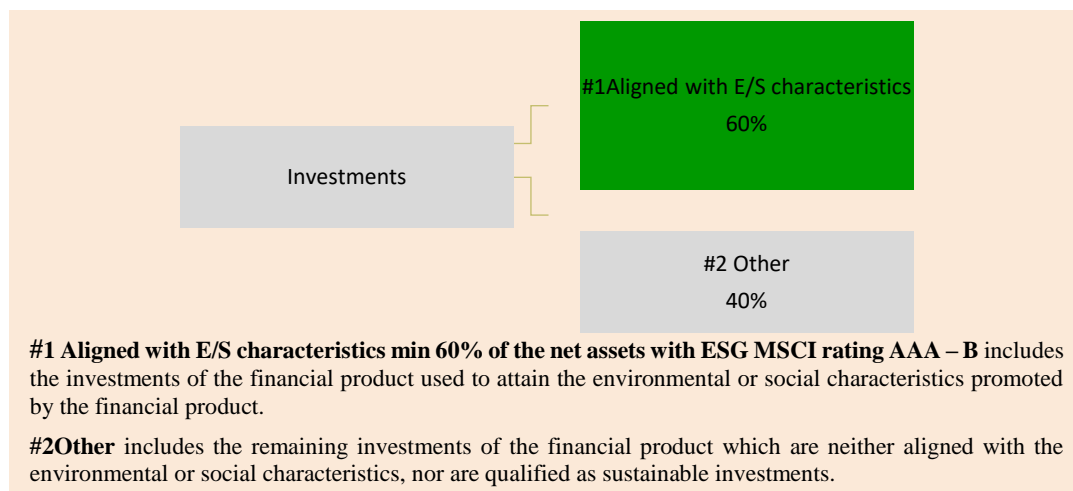 #1Aligned with E/S characteristics
60%
Investments
#2 Other
40%
#1 Aligned with E/S characteristics min 60% of the net assets with ESG MSCI rating AAA – B includes
the investments of the financial product used to attain the environmental or social characteristics promoted
by the financial product.
#2Other includes the remaining investments of the financial product which are neither aligned with the
environmental or social characteristics, nor are qualified as sustainable investments.